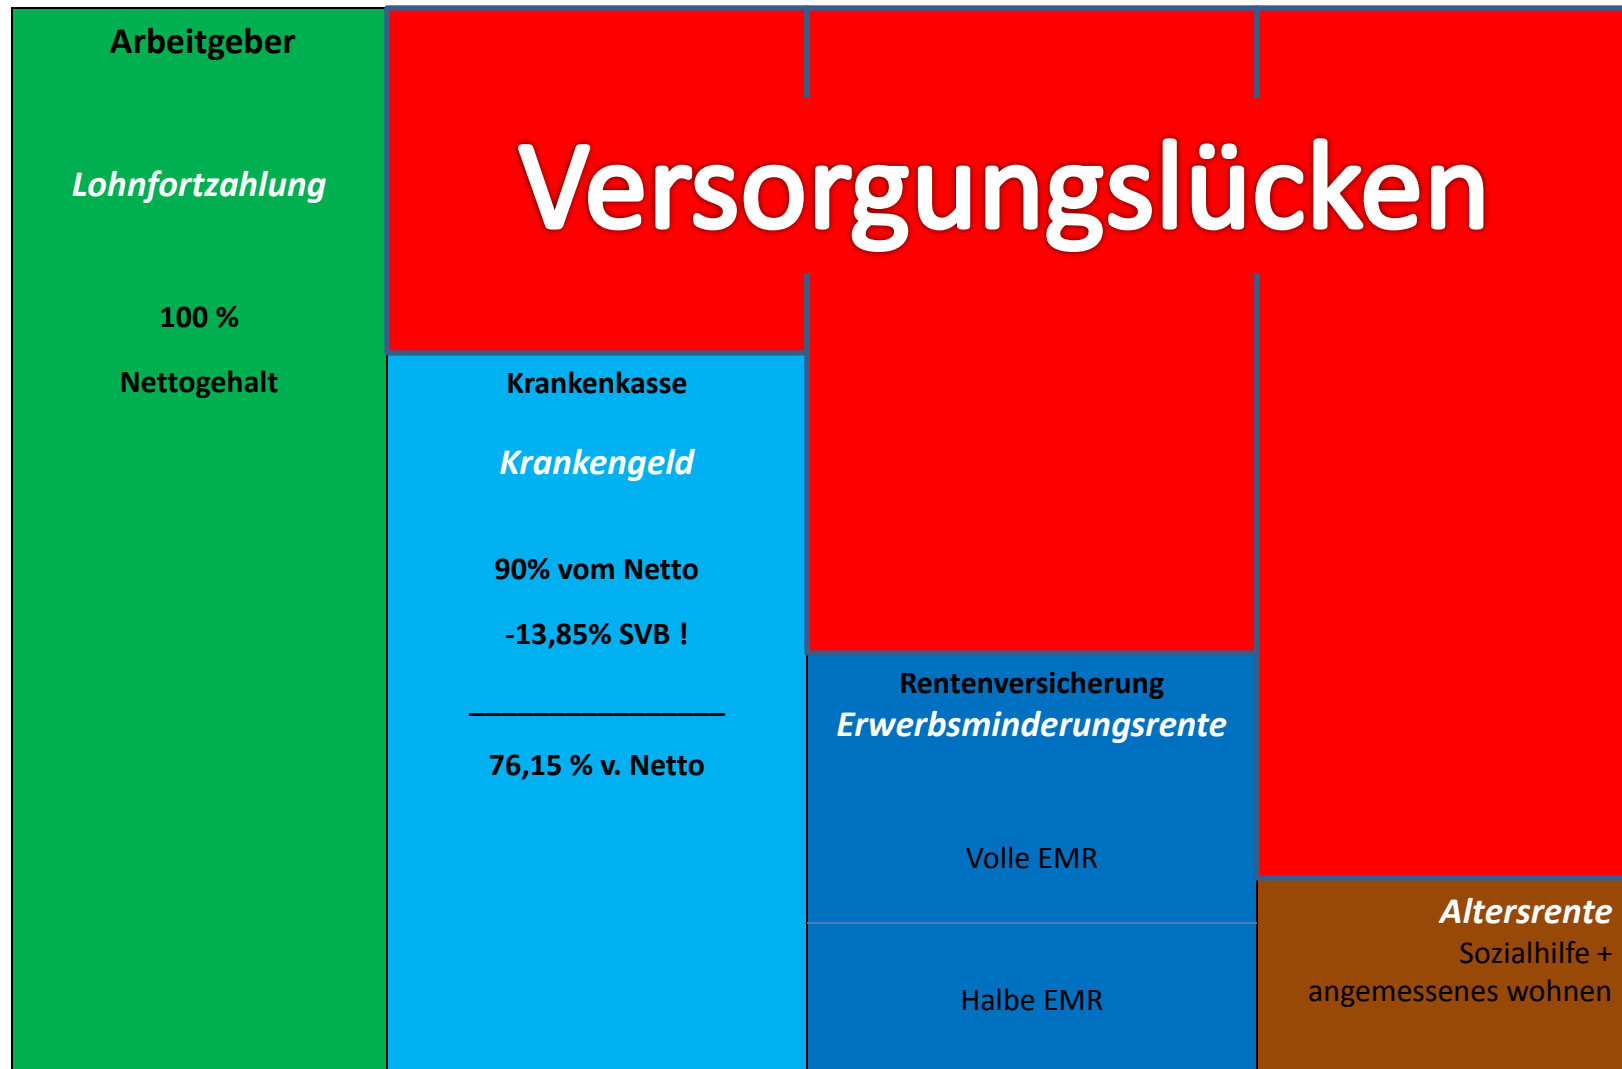 Arbeitgeber
Lohnfortzahlung
100 %
Nettogehalt
Versorgungslücken
Krankenkasse
Krankengeld
90% vom Netto
-13,85% SVB !
76,15 % v. Netto
Rentenversicherung
Erwerbsminderungsrente
Volle EMR
Halbe EMR
Altersrente
Sozialhilfe +
angemessenes wohnen